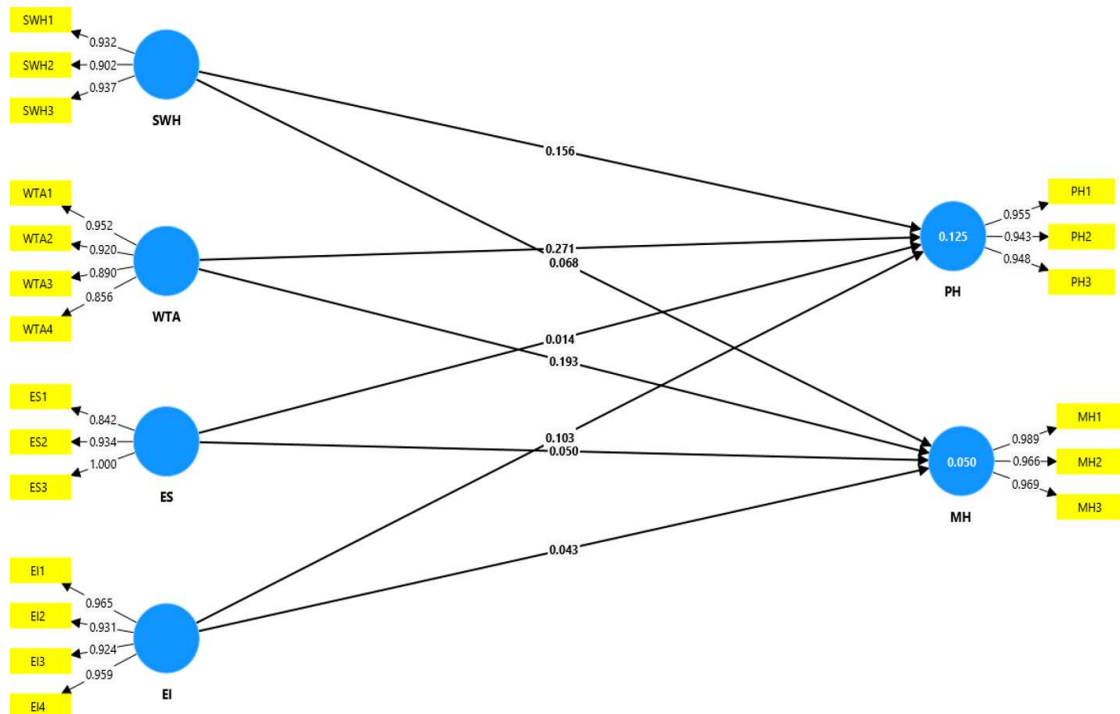 SWH1
0.932
SWH2
0.902
SWH3
0.937
SWH
0.156
WTA1
0.952
WTA2
0.920
WTA3
0.890
WTA4
0.856
WTA
0.271
0.068
PH1
0.955
0.125
0.943
PH2
0.948
PH3
PH
0.014
0.193
ES1
0.842
ES2
0.934
ES3
1.000
ES
0.103
0.050
MH1
0.989
0.050
0.966
MH2
0.969
MH3
MH
0.043
EI1
0.965
EI2
0.931
EI3
0.924
EI4
0.959
EI